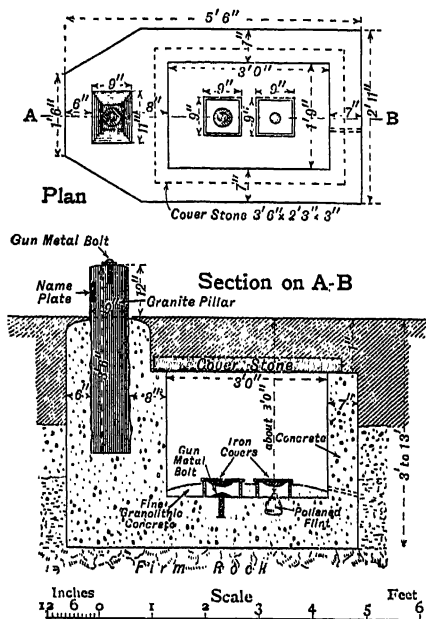 5'6"
7"
3'0"
9"
9"
9"
A
1'6"
6"
11"
8"
9"
9"
1'9"
7"
2'11"
B
Plan
7"
Cover Stone 3'6" x 2'3" x 3"
Gun Metal Bolt
12"
Section on A-B
Name Plate
Granite Pillar
Cover Stone
3'0"
6"
8"
about 3'0"
7"
Concrete
3' to 13'
Gun Metal Bolt
Iron Covers
Fine Granolithic Concrete
Polished Flint
Firm Rock
Inches
Scale
Feet
12 6 0 1 2 3 4 5 6